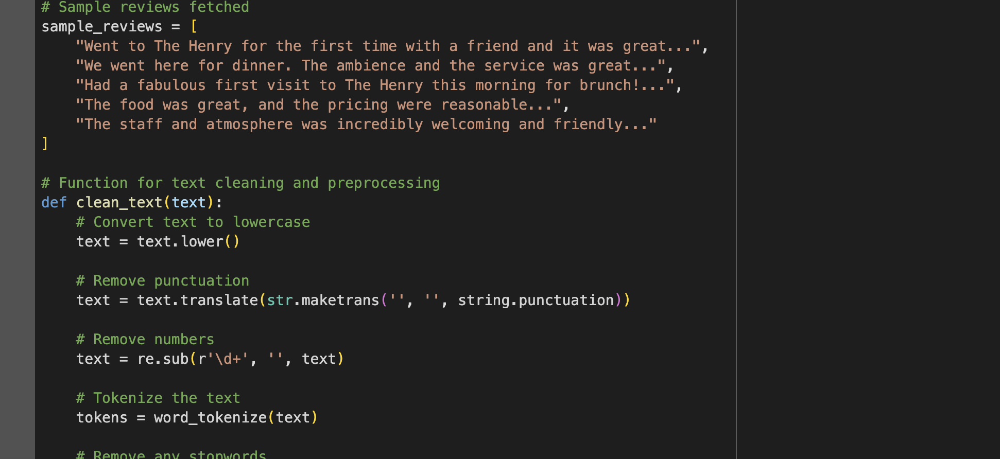 # Sample reviews fetched
sample_reviews = [
    "Went to The Henry for the first time with a friend and it was great...",
    "We went here for dinner. The ambience and the service was great...",
    "Had a fabulous first visit to The Henry this morning for brunch!...",
    "The food was great, and the pricing were reasonable...",
    "The staff and atmosphere was incredibly welcoming and friendly..."
]
# Function for text cleaning and preprocessing
def clean_text(text):
    # Convert text to lowercase
    text = text.lower()
    # Remove punctuation
    text = text.translate(str.maketrans('', '', string.punctuation))
    # Remove numbers
    text = re.sub(r'\d+', '', text)
    # Tokenize the text
    tokens = word_tokenize(text)
    # Remove any stopwords